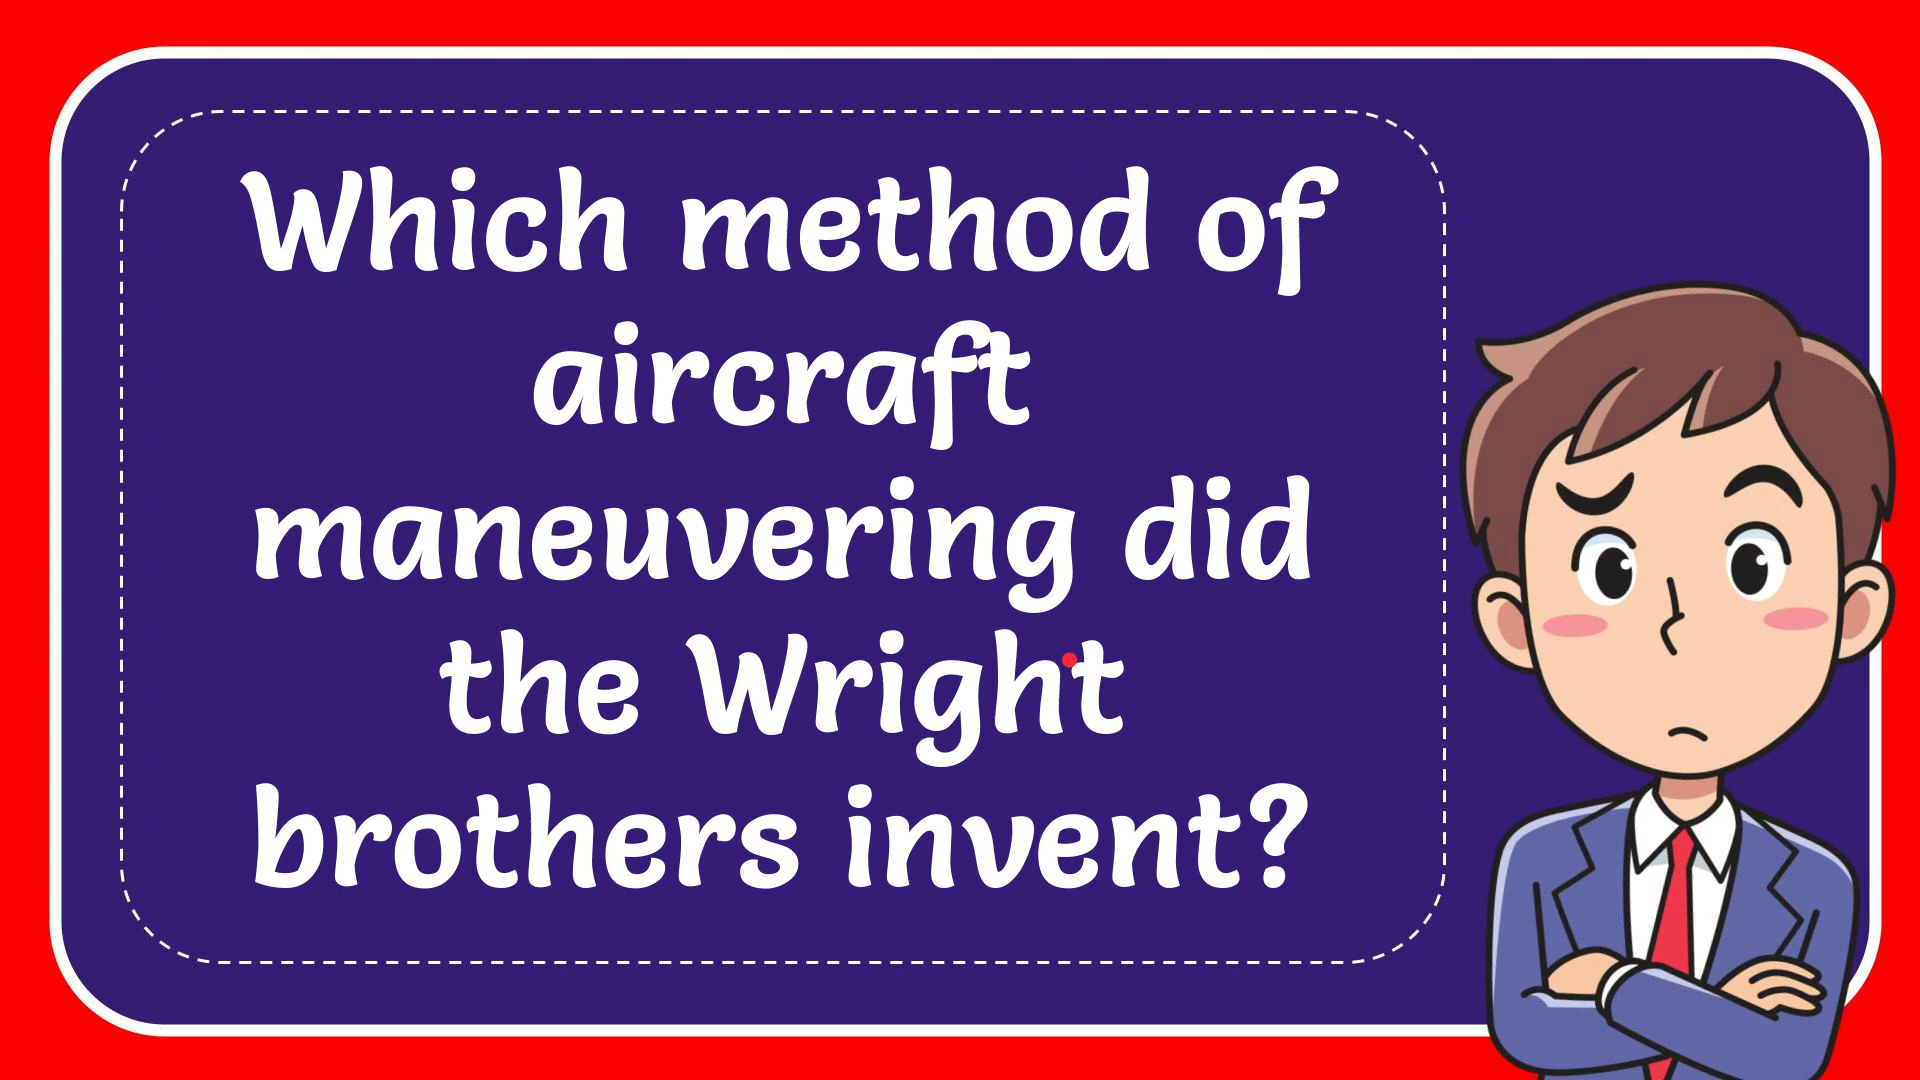 Which method of
aircraft
maneuvering did
the Wright
brothers invent?